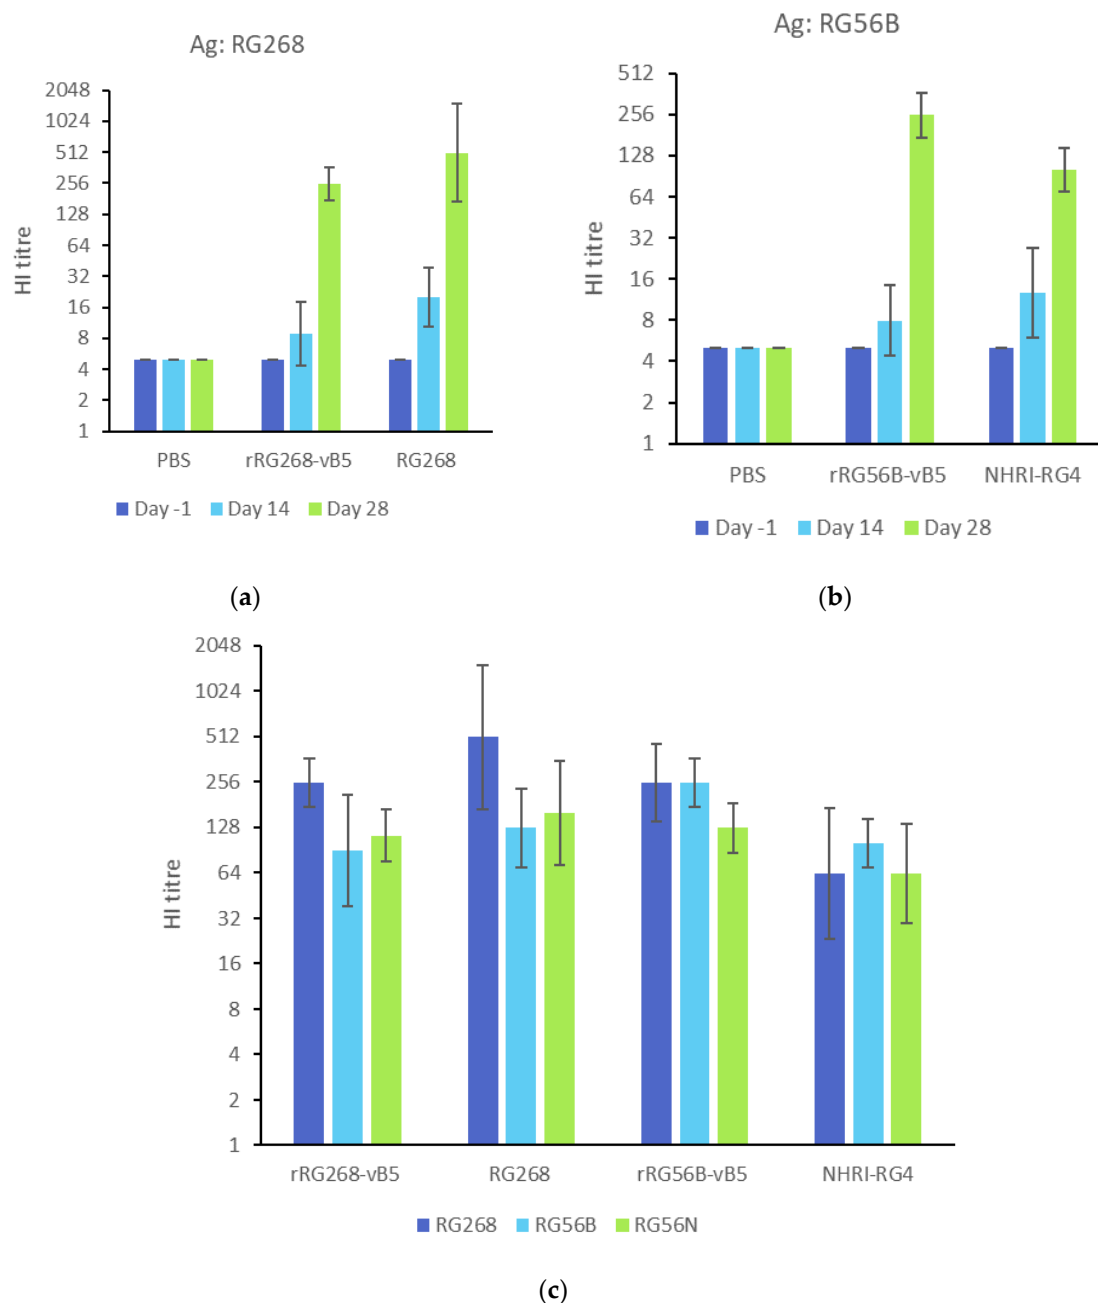 Ag: RG268
HI titre
2048
1024
512
256
128
64
32
16
8
4
2
1
PBS rRG268-vB5 RG268
Day -1 Day 14 Day 28
(a)
Ag: RG56B
HI titre
512
256
128
64
32
16
8
4
2
1
PBS rRG56B-vB5 NHRI-RG4
Day -1 Day 14 Day 28
(b)
HI titre
2048
1024
512
256
128
64
32
16
8
4
2
1
rRG268-vB5 RG268 rRG56B-vB5 NHRI-RG4
RG268 RG56B RG56N
(c)